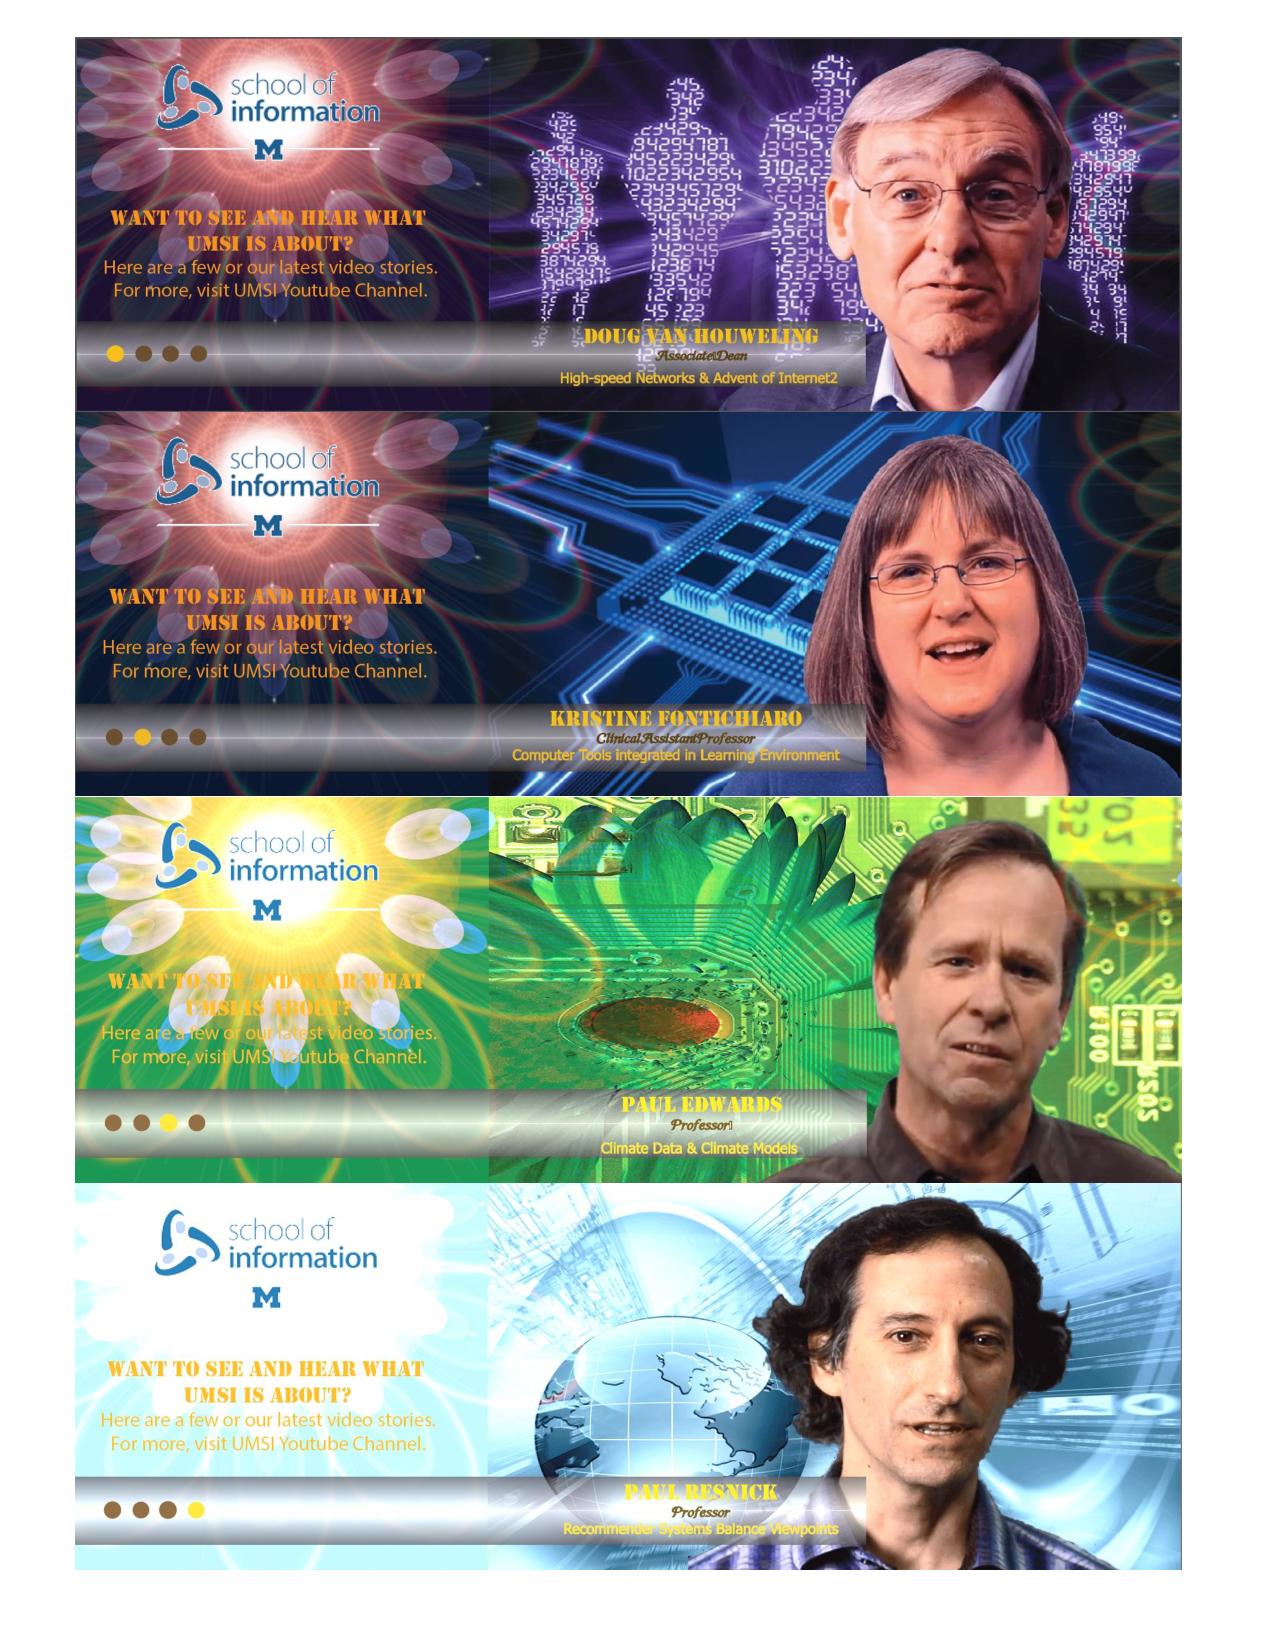 school of
information
M
WANT TO SEE AND HEAR WHAT
UMSI IS ABOUT?
Here are a few or our latest video stories.
For more, visit UMSI Youtube Channel.
DOUG VAN HOUWELING
Associate Dean
High-speed Networks & Advent of Internet2
school of
information
M
WANT TO SEE AND HEAR WHAT
UMSI IS ABOUT?
Here are a few or our latest video stories.
For more, visit UMSI Youtube Channel.
KRISTINE FONTICHIARO
ClinicalAssistantProfessor
Computer Tools integrated in Learning Environment
school of
information
M
WANT TO SEE AND HEAR WHAT
UMSI IS ABOUT?
Here are a few or our latest video stories.
For more, visit UMSI Youtube Channel.
R100
PAUL EDWARDS
Professor
Climate Data & Climate Models
school of
information
M
WANT TO SEE AND HEAR WHAT
UMSI IS ABOUT?
Here are a few or our latest video stories.
For more, visit UMSI Youtube Channel.
PAUL RESNICK
Professor
Recommender Systems Balance Viewpoints